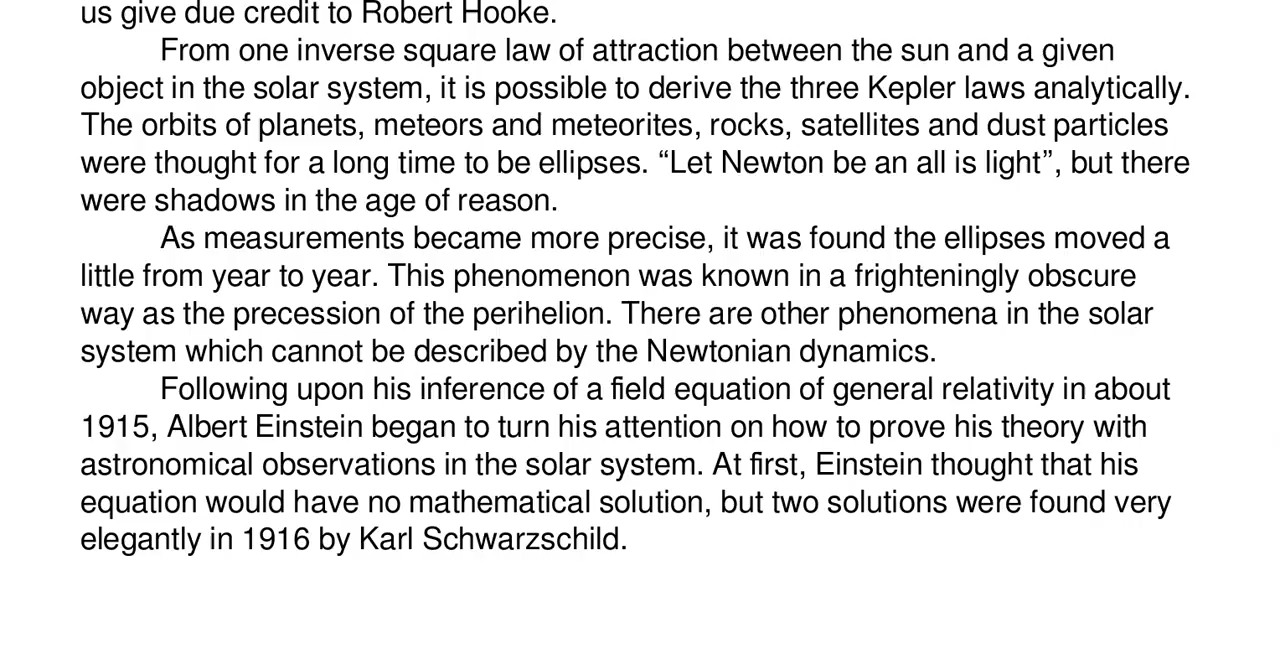 us give due credit to Robert Hooke.
From one inverse square law of attraction between the sun and a given
object in the solar system, it is possible to derive the three Kepler laws analytically.
The orbits of planets, meteors and meteorites, rocks, satellites and dust particles
were thought for a long time to be ellipses. “Let Newton be an all is light”, but there
were shadows in the age of reason.
As measurements became more precise, it was found the ellipses moved a
little from year to year. This phenomenon was known in a frighteningly obscure
way as the precession of the perihelion. There are other phenomena in the solar
system which cannot be described by the Newtonian dynamics.
Following upon his inference of a field equation of general relativity in about
1915, Albert Einstein began to turn his attention on how to prove his theory with
astronomical observations in the solar system. At first, Einstein thought that his
equation would have no mathematical solution, but two solutions were found very
elegantly in 1916 by Karl Schwarzschild.